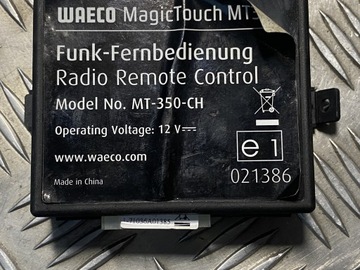 WAECO MagicTouch MT3
Funk-Fernbedienung
Radio Remote Control
Model No. MT-350-CH
Operating Voltage: 12 V⎓
www.waeco.com
e 1
Made in China
021386